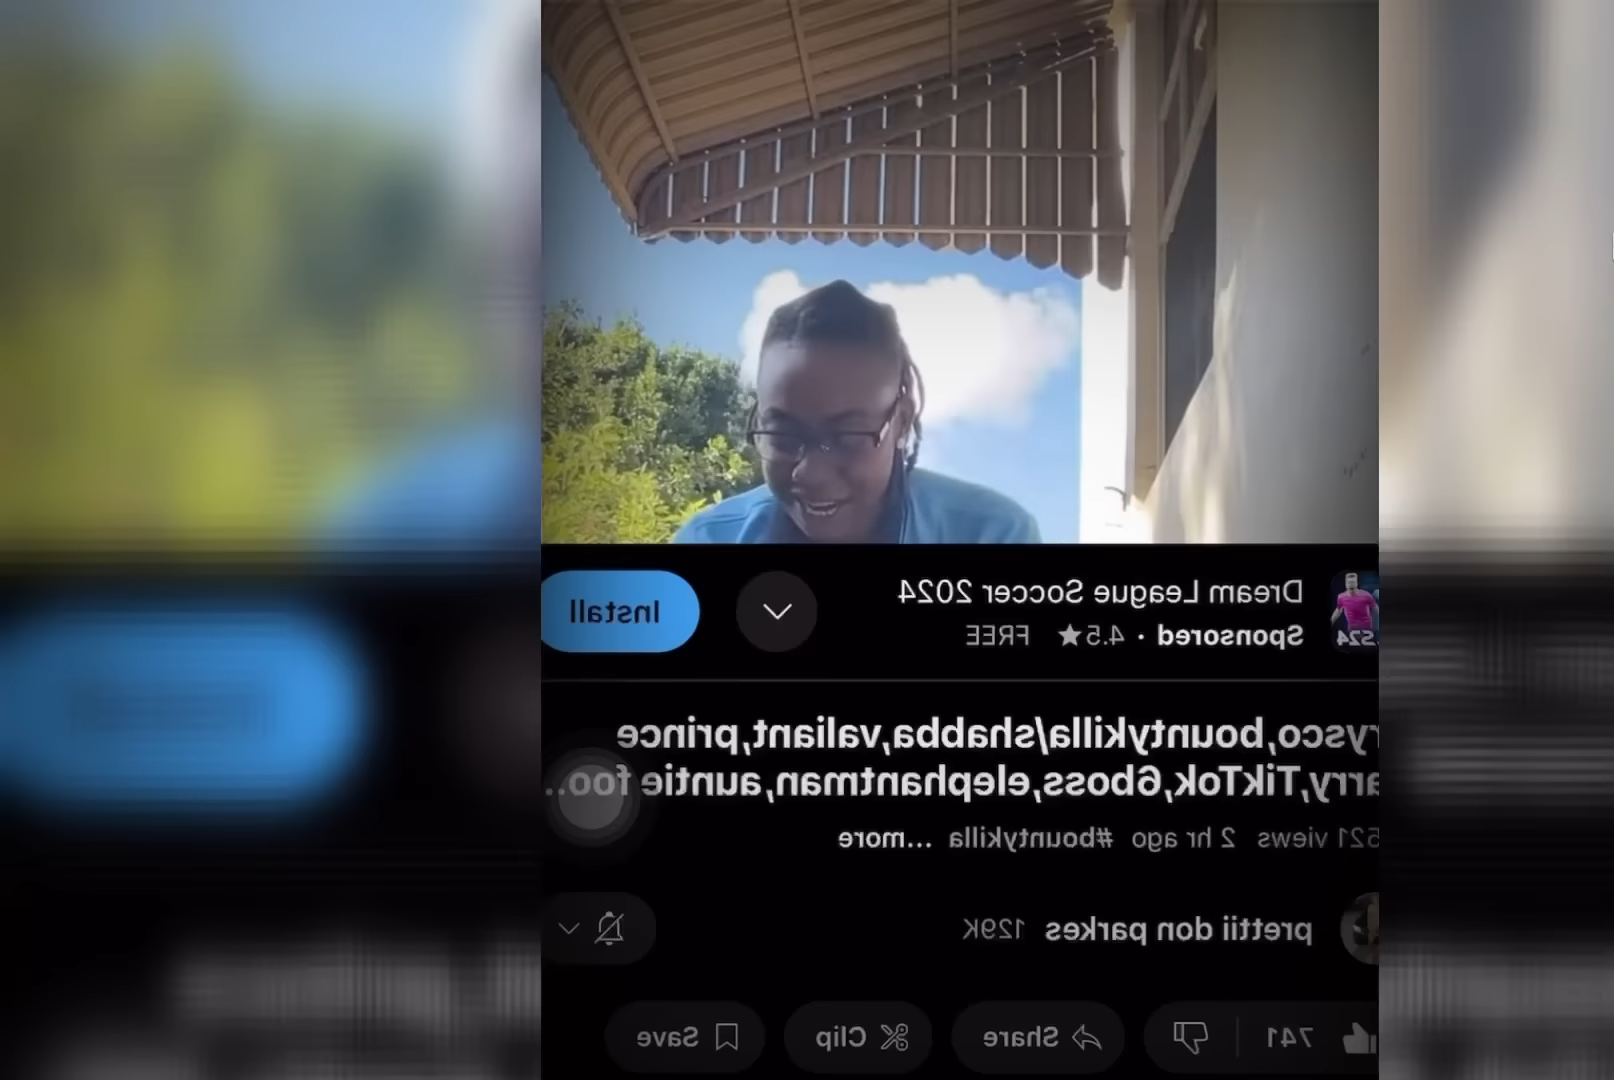 Dream League Soccer 2024
Sponsored · 4.5★ FREE
Install
rysco,bountykilla/shabba,valiant,prince
arry,TikTok,6boss,elephantman,auntie foo...
521 views 2 hr ago #bountykilla ...more
prettii don parkes 129K
741 Share Clip Save